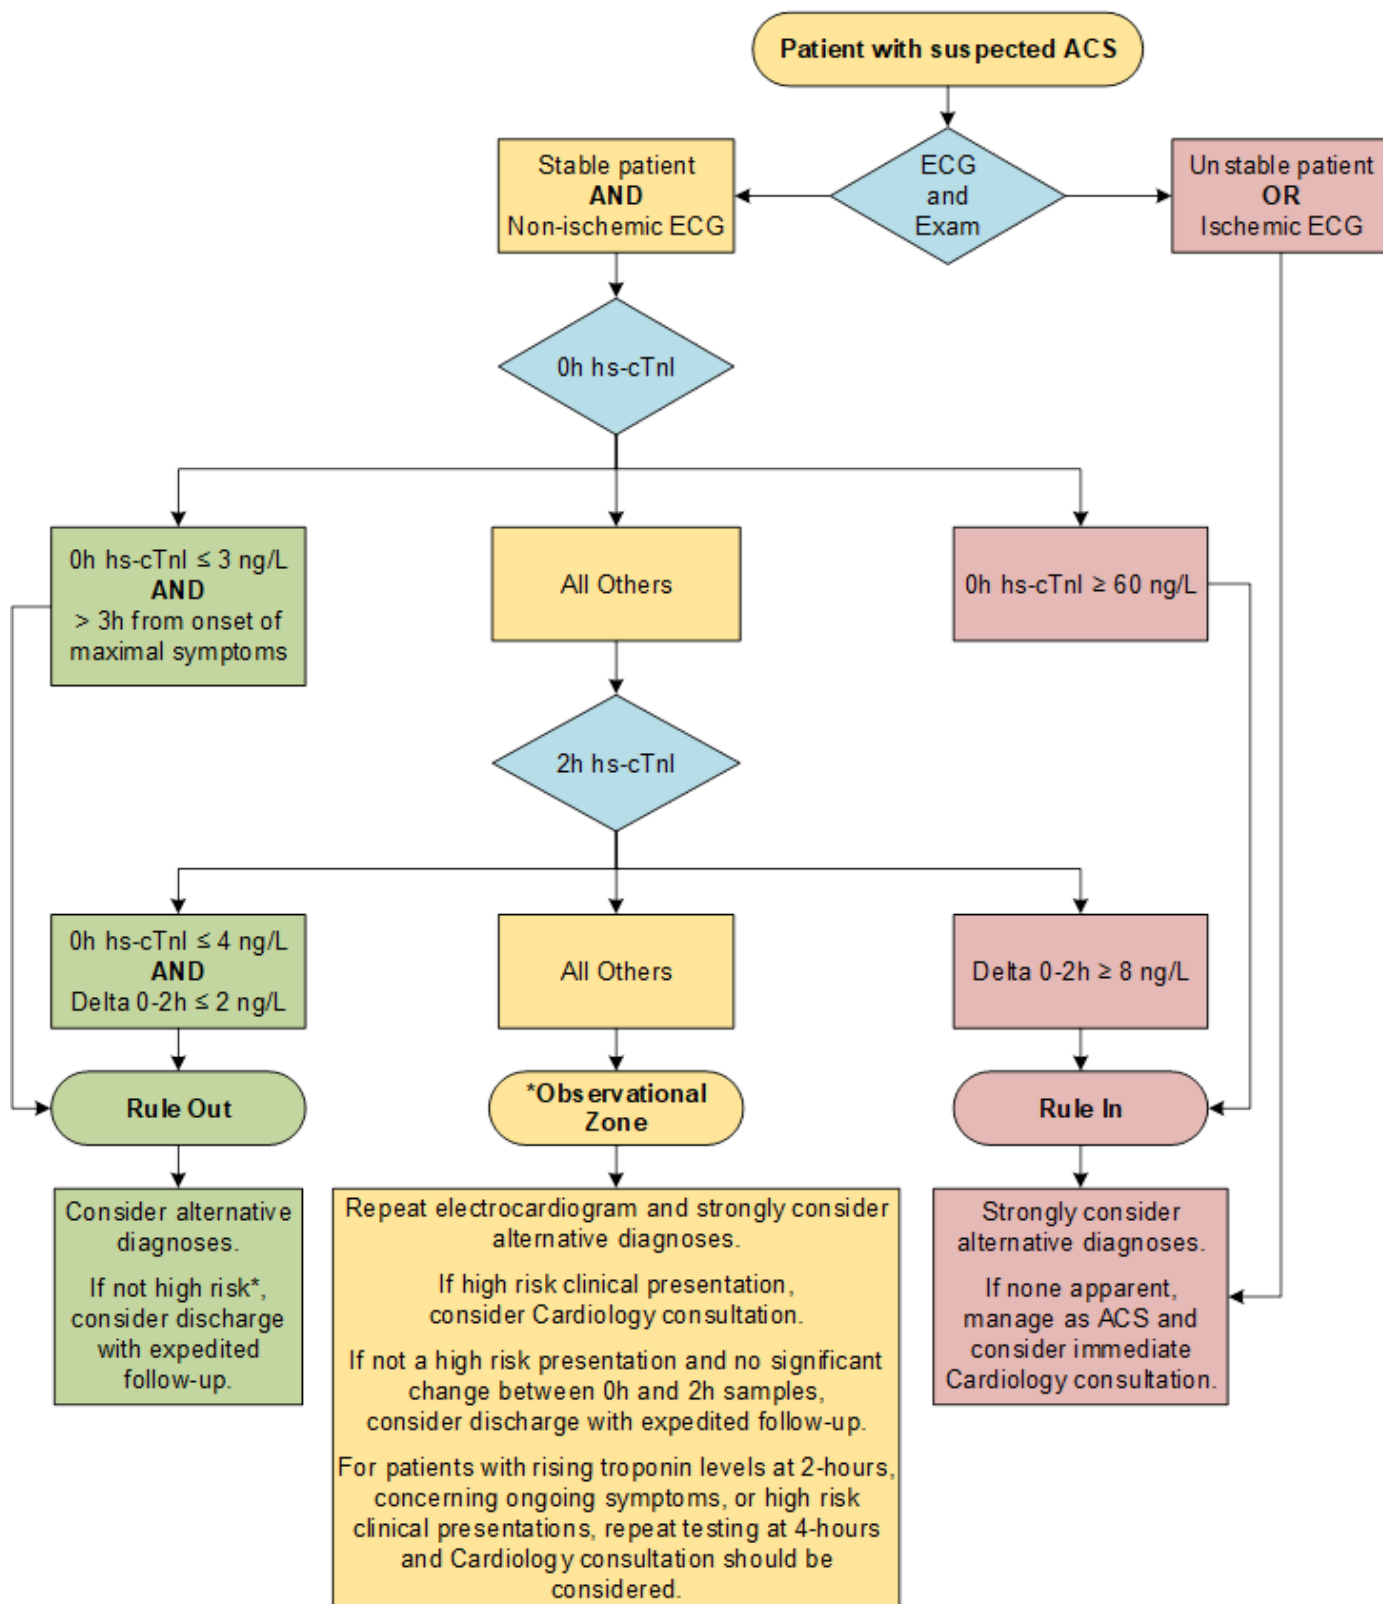 Patient with suspected ACS
Stable patient
AND
Non-ischemic ECG
ECG
and
Exam
Unstable patient
OR
Ischemic ECG
0h hs-cTnI
0h hs-cTnI ≤ 3 ng/L
AND
> 3h from onset of
maximal symptoms
All Others
0h hs-cTnI ≥ 60 ng/L
2h hs-cTnI
0h hs-cTnI ≤ 4 ng/L
AND
Delta 0-2h ≤ 2 ng/L
All Others
Delta 0-2h ≥ 8 ng/L
Rule Out
*Observational
Zone
Rule In
Consider alternative
diagnoses.
If not high risk*,
consider discharge
with expedited
follow-up.
Repeat electrocardiogram and strongly consider
alternative diagnoses.
If high risk clinical presentation,
consider Cardiology consultation.
If not a high risk presentation and no significant
change between 0h and 2h samples,
consider discharge with expedited follow-up.
For patients with rising troponin levels at 2-hours,
concerning ongoing symptoms, or high risk
clinical presentations, repeat testing at 4-hours
and Cardiology consultation should be
considered.
Strongly consider
alternative diagnoses.
If none apparent,
manage as ACS and
consider immediate
Cardiology consultation.